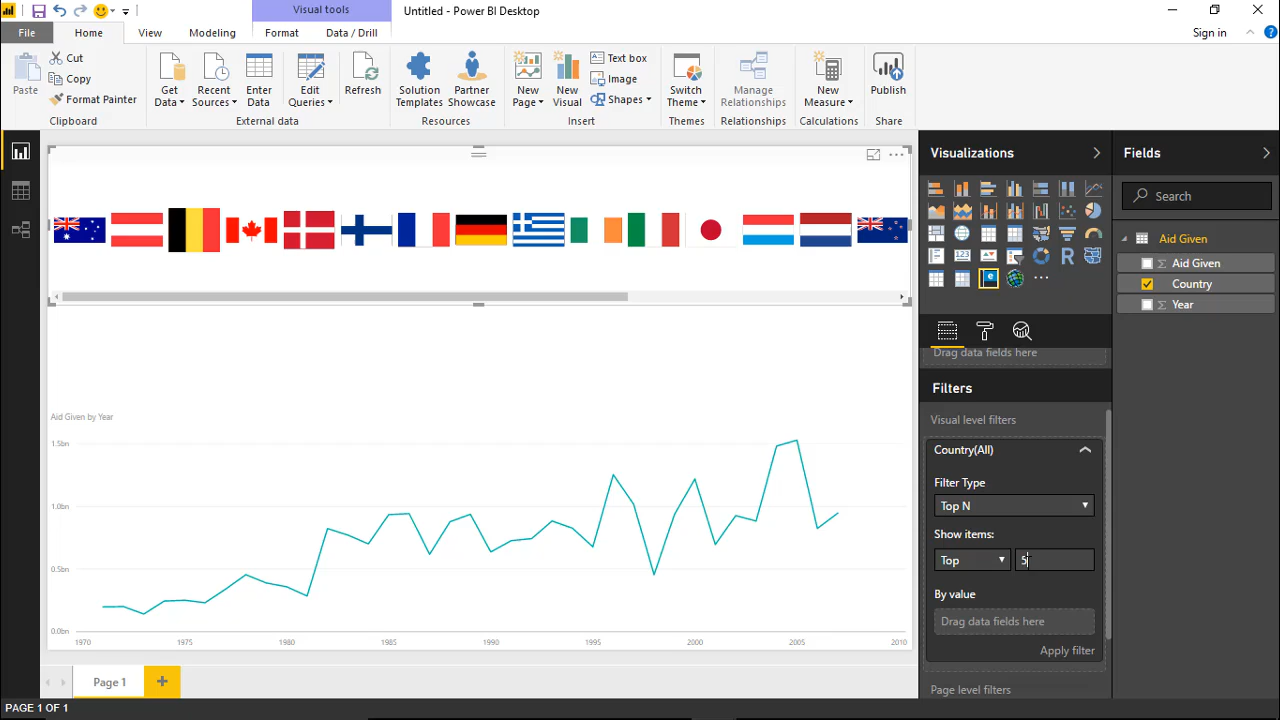 Visual tools
Untitled - Power BI Desktop
File
Home
View
Modeling
Format
Data / Drill
Sign in
Paste
Cut
Copy
Format Painter
Clipboard
Get Data
Recent Sources
Enter Data
Edit Queries
Refresh
External data
Solution Templates
Partner Showcase
Resources
New Page
New Visual
Text box
Image
Shapes
Insert
Switch Theme
Themes
Manage Relationships
Relationships
New Measure
Calculations
Publish
Share
Aid Given by Year
1.5bn
1.0bn
0.5bn
0.0bn
1970
1975
1980
1985
1990
1995
2000
2005
2010
Page 1
PAGE 1 OF 1
Visualizations
R
123
e
Drag data fields here
Filters
Visual level filters
Country(All)
Filter Type
Top N
Show items:
Top
5
By value
Drag data fields here
Apply filter
Page level filters
Fields
Search
Aid Given
Σ Aid Given
Country
Σ Year